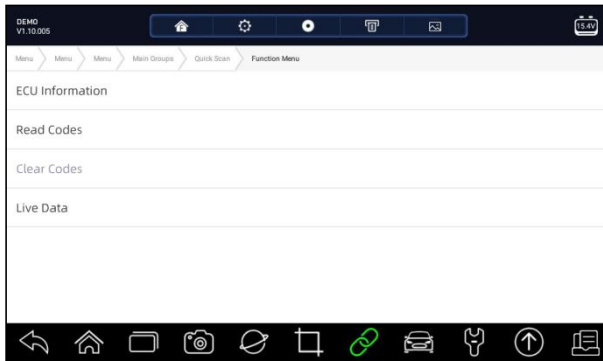 DEMO
V1.10.005
15.4V
Menu Menu Menu Main Groups Quick Scan Function Menu
ECU Information
Read Codes
Clear Codes
Live Data